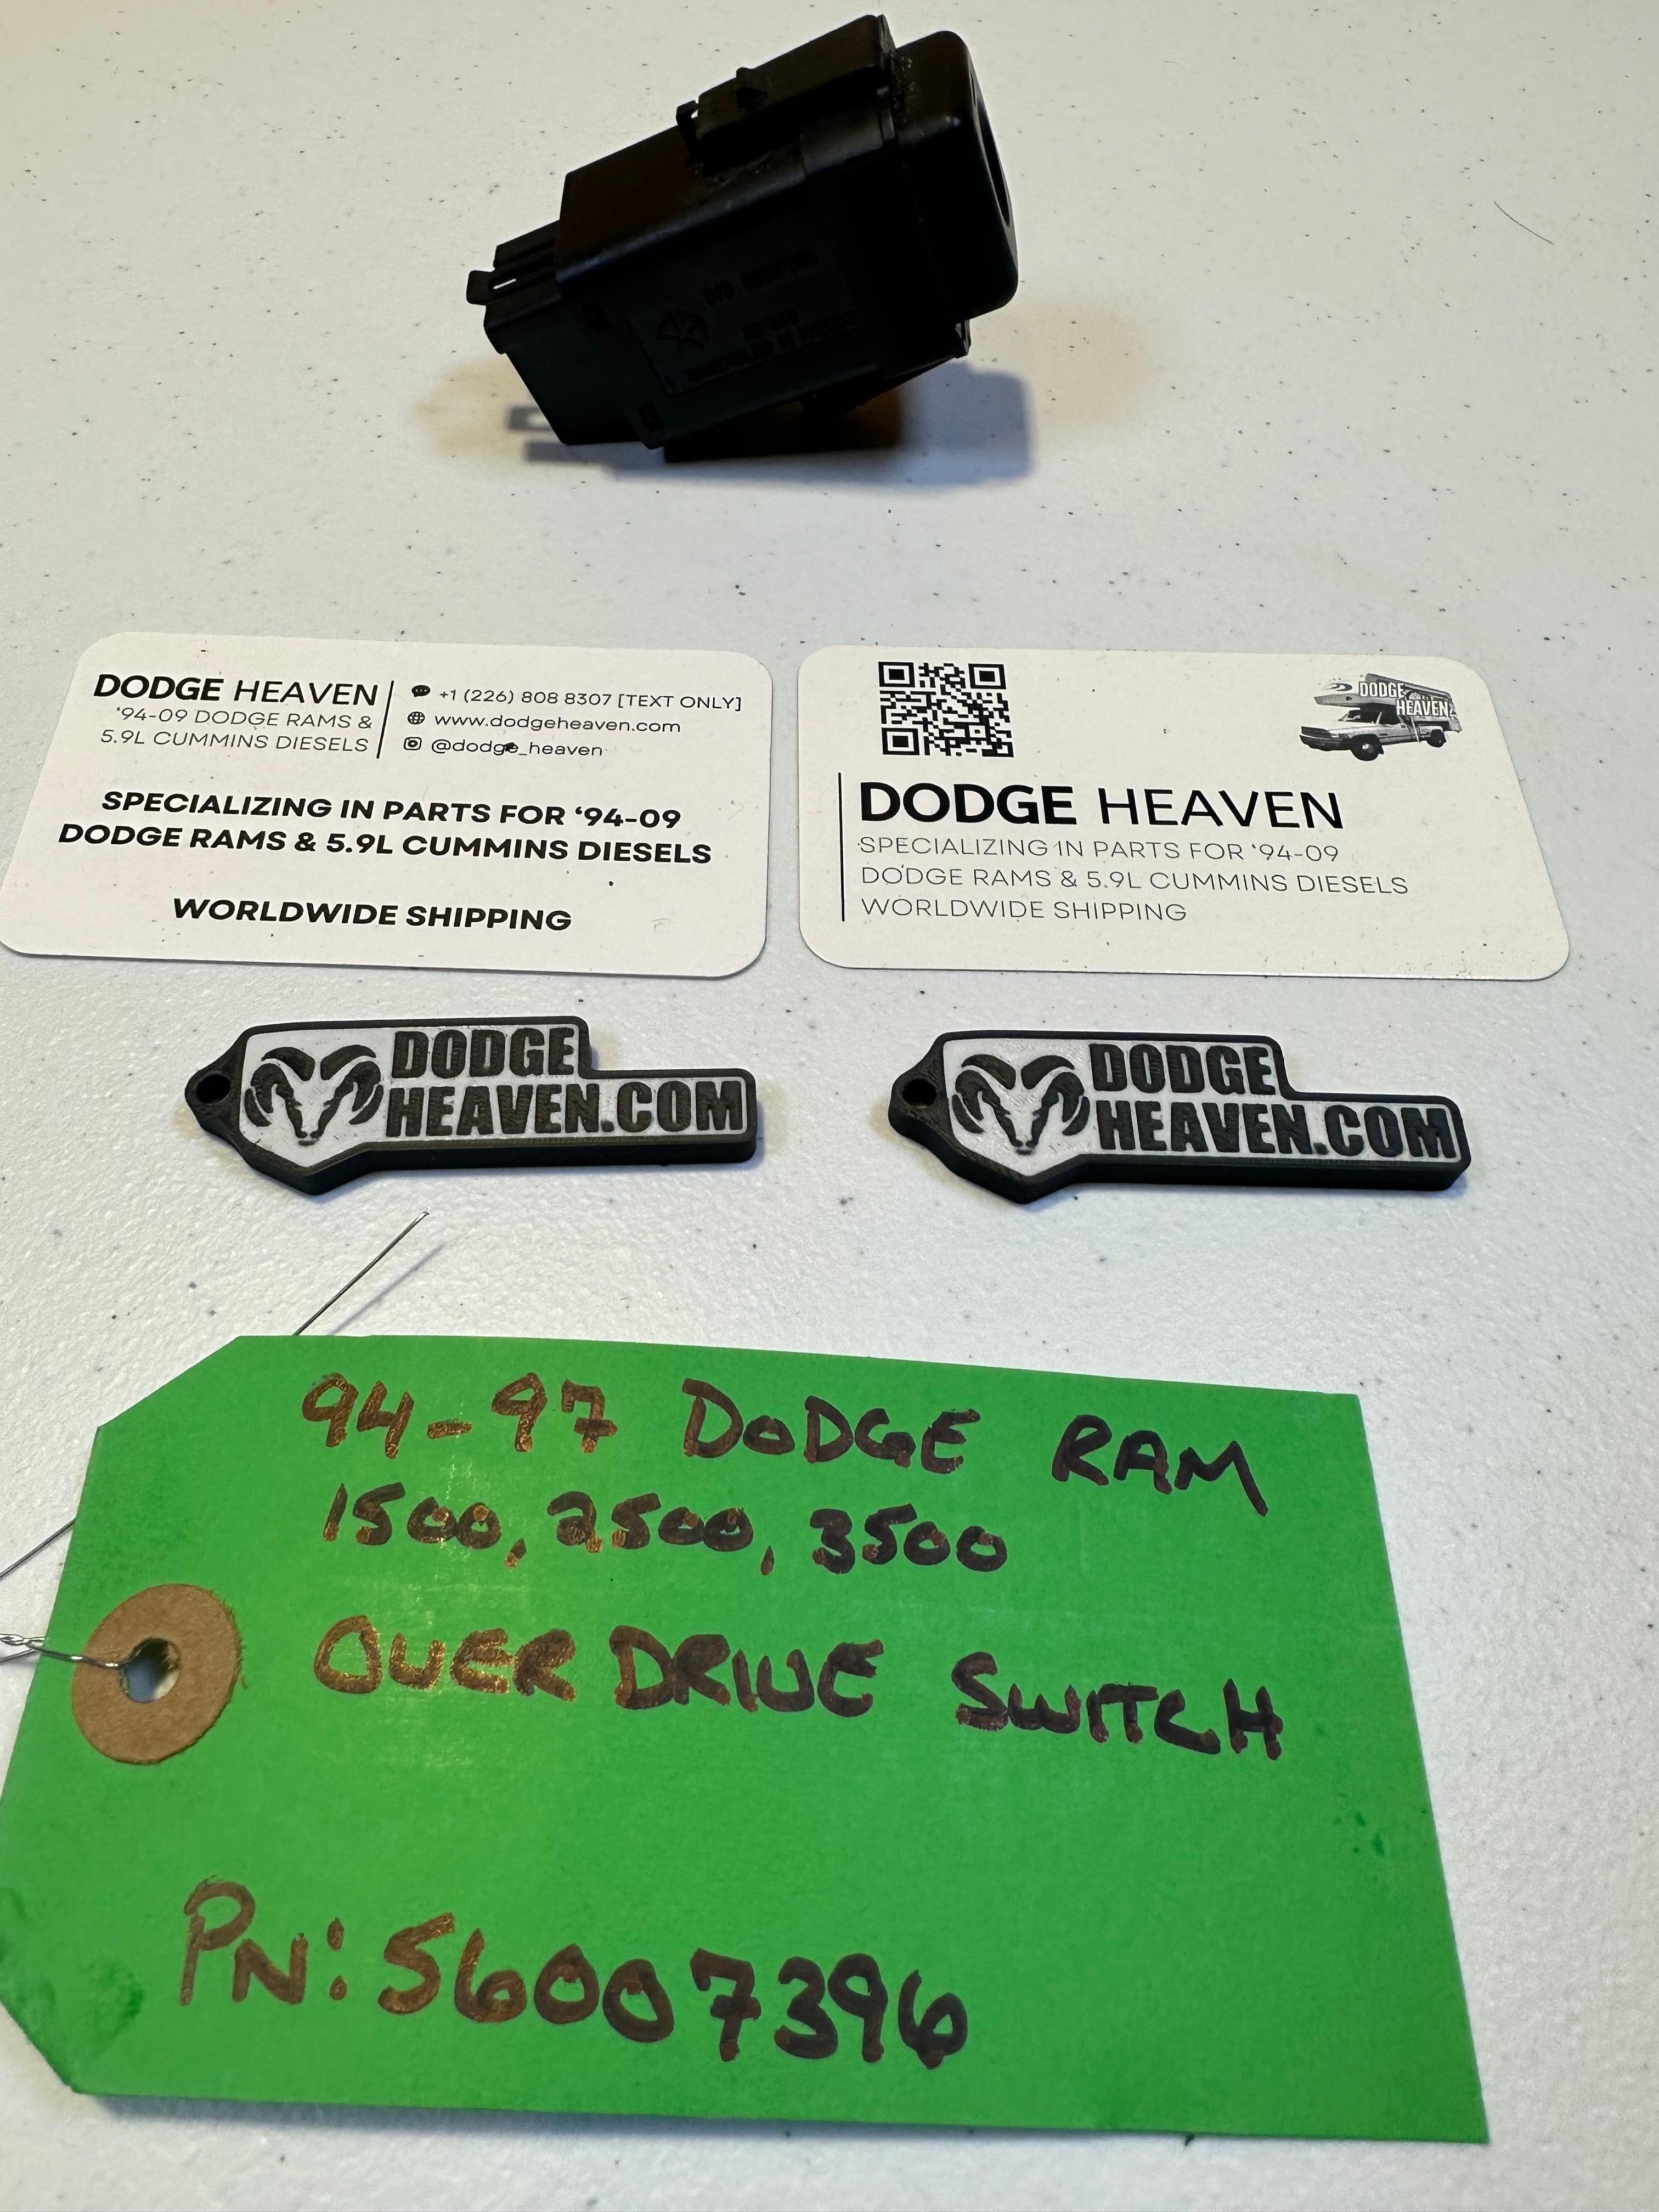 DODGE HEAVEN
'94-09 DODGE RAMS &
5.9L CUMMINS DIESELS
+1 (226) 808 8307 [TEXT ONLY]
www.dodgeheaven.com
@dodge_heaven
SPECIALIZING IN PARTS FOR ‘94-09
DODGE RAMS & 5.9L CUMMINS DIESELS
WORLDWIDE SHIPPING
DODGE
HEAVEN
DODGE HEAVEN
SPECIALIZING IN PARTS FOR '94-09
DODGE RAMS & 5.9L CUMMINS DIESELS
WORLDWIDE SHIPPING
DODGE
HEAVEN.COM
DODGE
HEAVEN.COM
94-97 DODGE RAM
1500, 2500, 3500
OVER DRIVE SWITCH
PN: 56007396